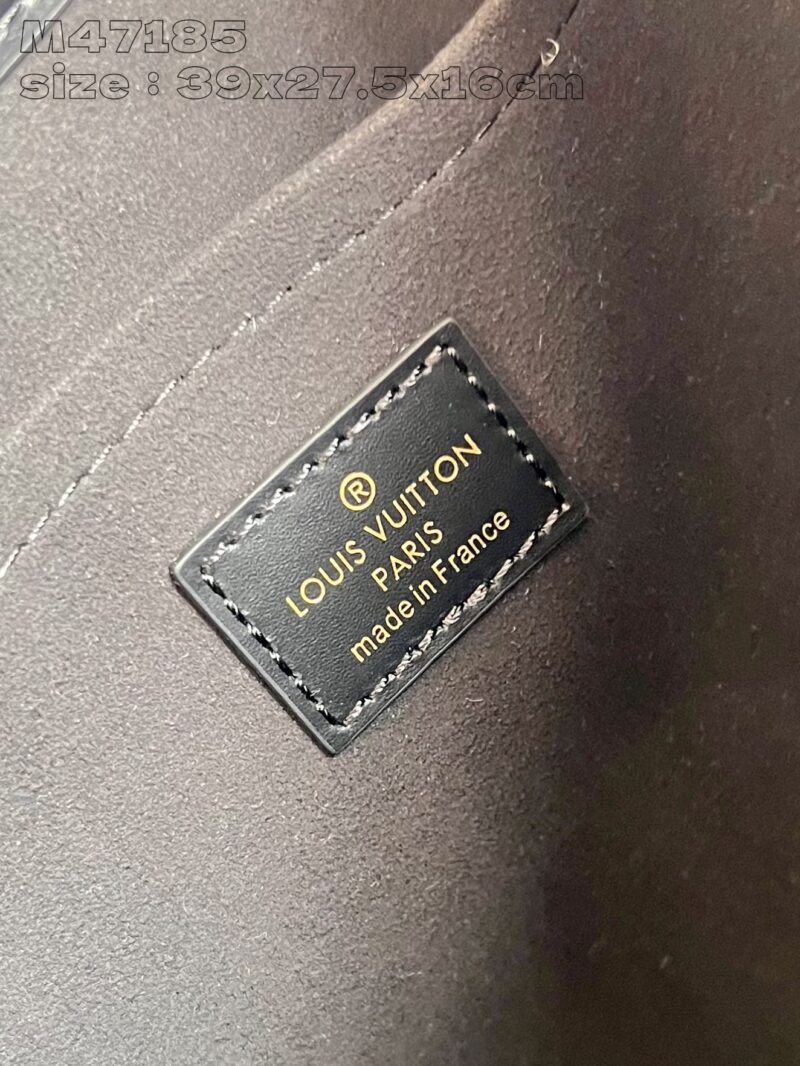 M47185
size : 39x27.5x16cm
®
LOUIS VUITTON
PARIS
made in France